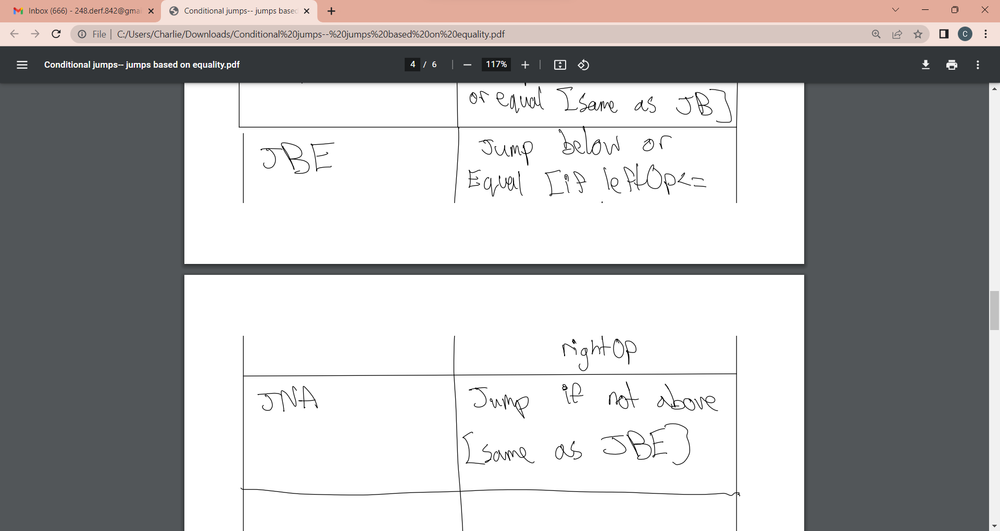 Inbox (666) - 248.derf.842@gmai
Conditional jumps-- jumps based
File
C:/Users/Charlie/Downloads/Conditional%20jumps--%20jumps%20based%20on%20equality.pdf
C
Conditional jumps-- jumps based on equality.pdf
4 / 6
117%
or equal [same as JB]
JBE
Jump below or
Equal [if leftOp<=
rightOp
JNA
Jump if not above
[same as JBE]